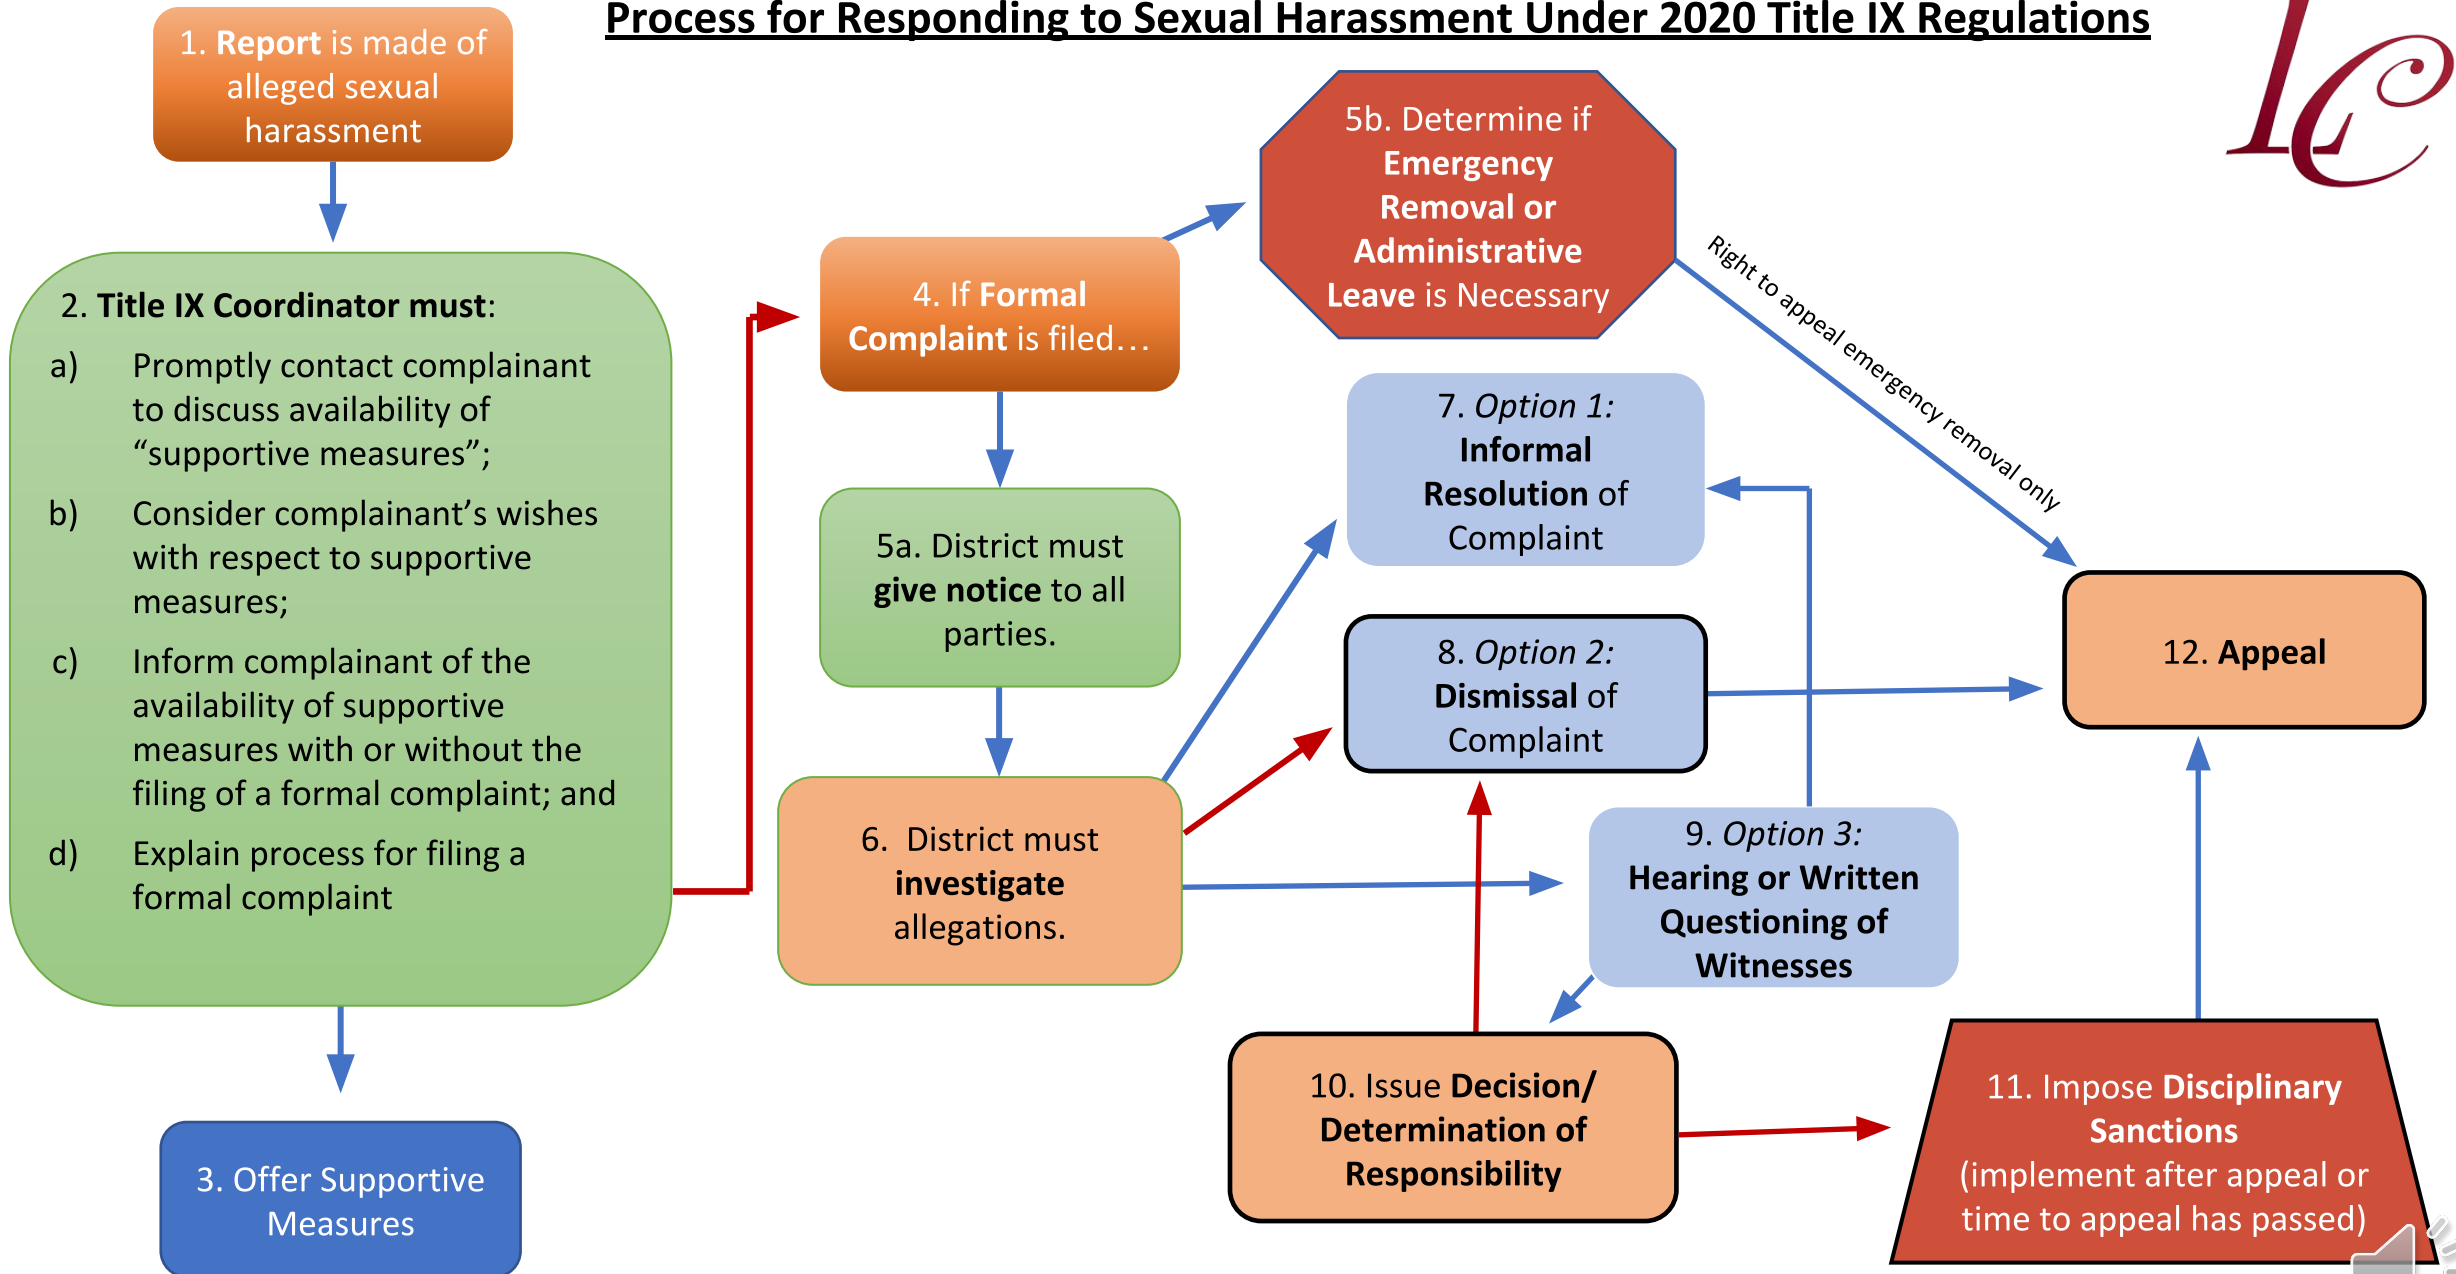 Process for Responding to Sexual Harassment Under 2020 Title IX Regulations
LC
1. Report is made of
alleged sexual
harassment
2. Title IX Coordinator must:
a) Promptly contact complainant
to discuss availability of
“supportive measures”;
b) Consider complainant’s wishes
with respect to supportive
measures;
c) Inform complainant of the
availability of supportive
measures with or without the
filing of a formal complaint; and
d) Explain process for filing a
formal complaint
3. Offer Supportive
Measures
4. If Formal
Complaint is filed…
5a. District must
give notice to all
parties.
5b. Determine if
Emergency
Removal or
Administrative
Leave is Necessary
Right to appeal emergency removal only
6. District must
investigate
allegations.
7. Option 1:
Informal
Resolution of
Complaint
8. Option 2:
Dismissal of
Complaint
9. Option 3:
Hearing or Written
Questioning of
Witnesses
10. Issue Decision/
Determination of
Responsibility
11. Impose Disciplinary
Sanctions
(implement after appeal or
time to appeal has passed)
12. Appeal